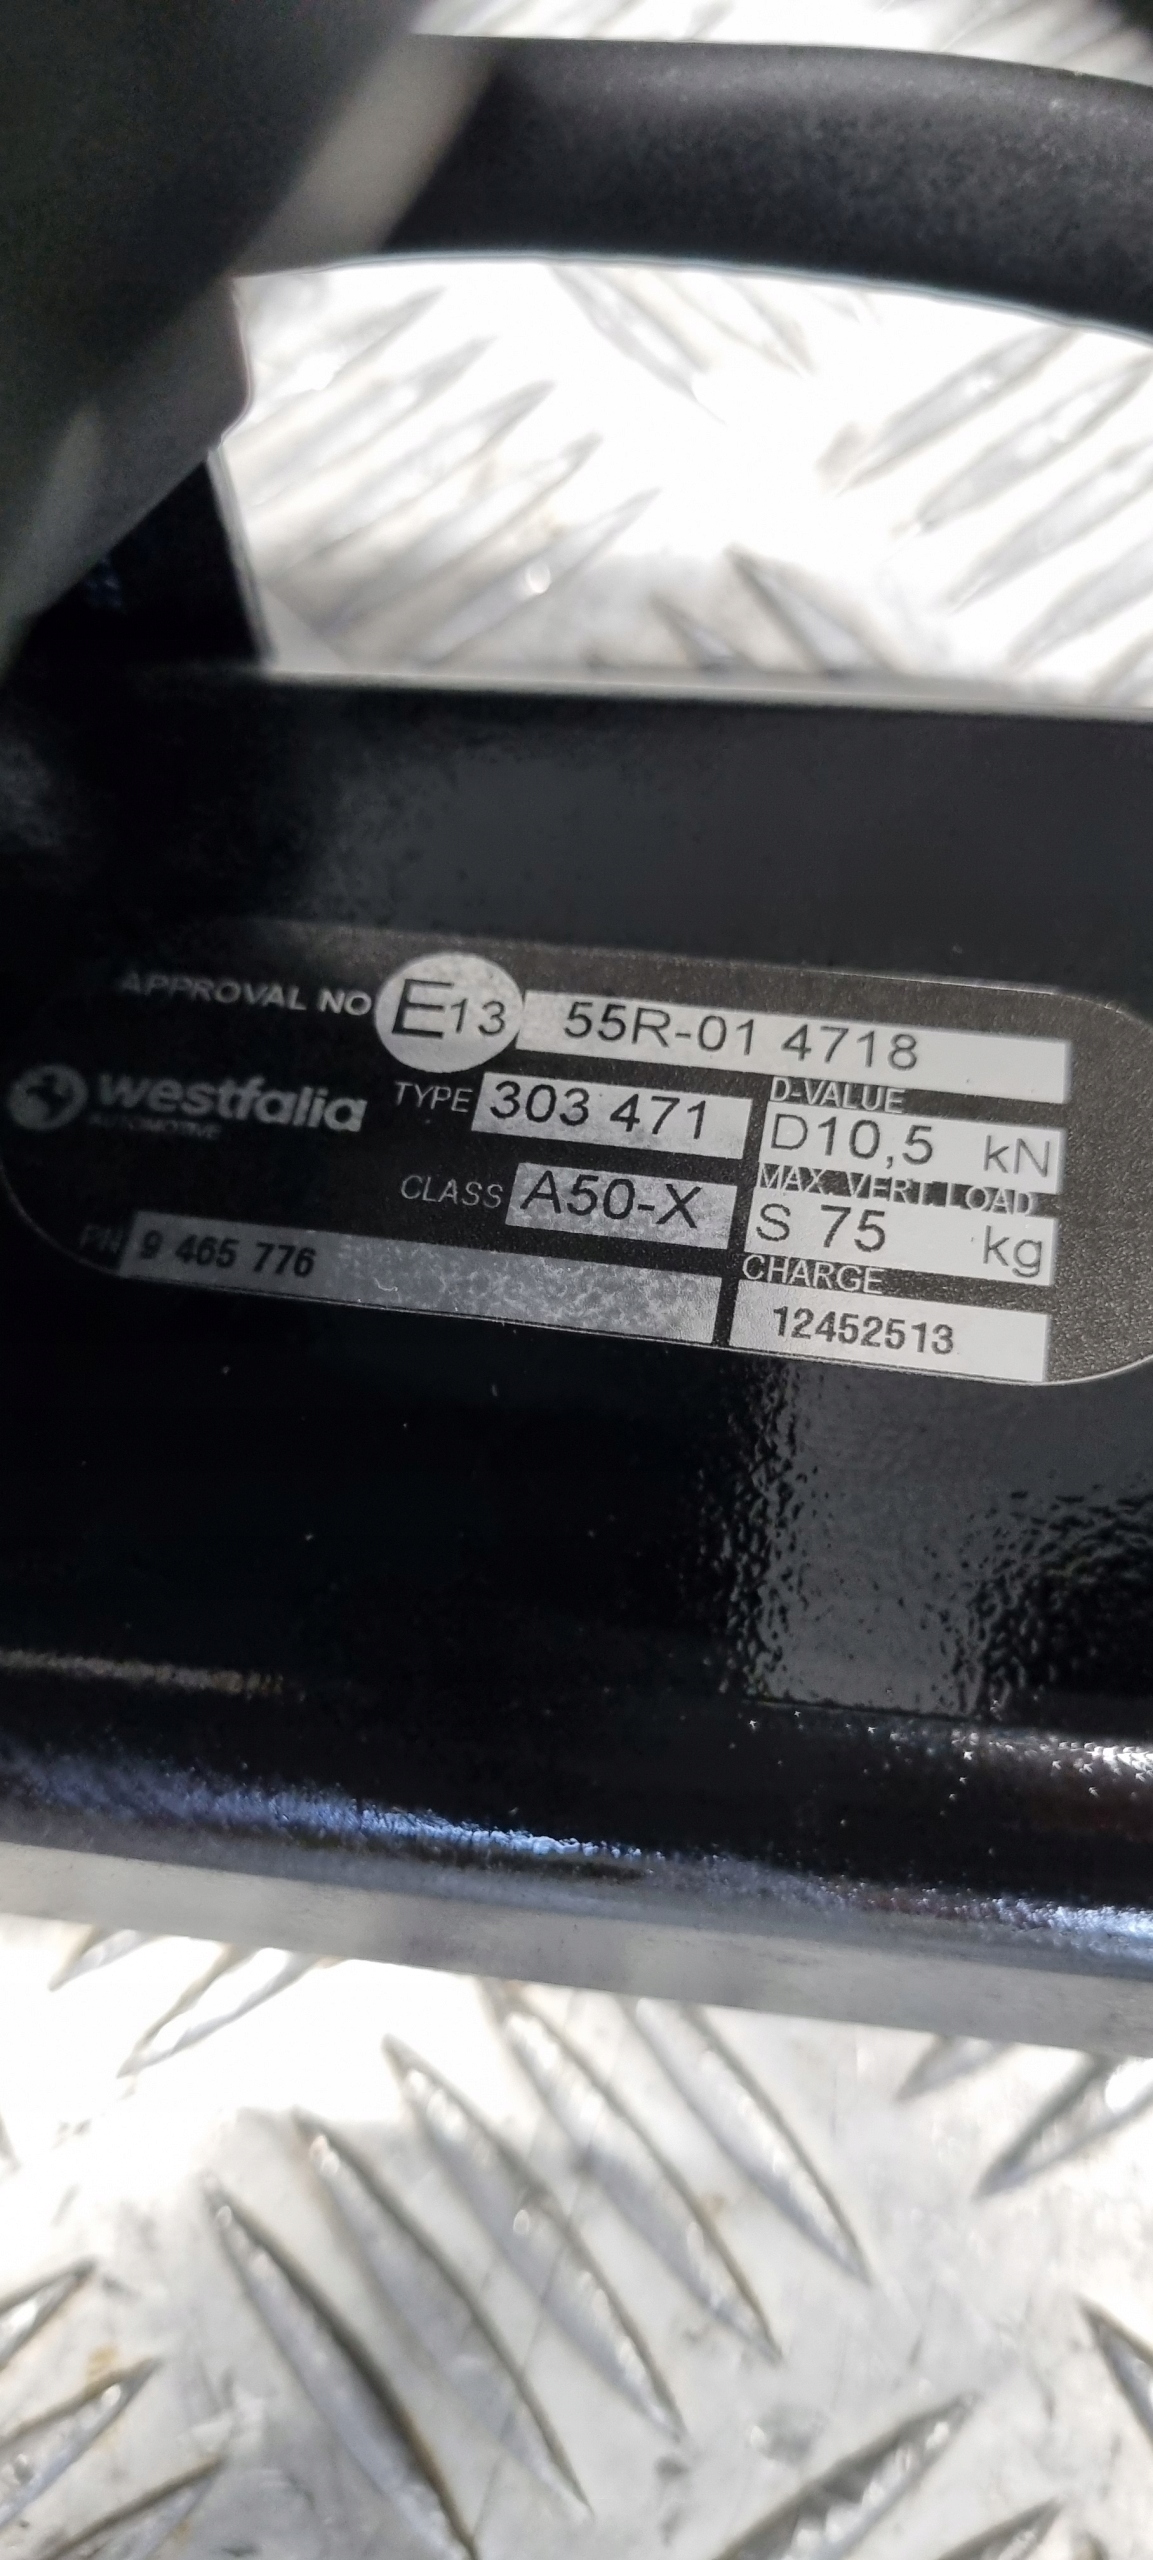 APPROVAL NO E13 55R-01 4718
westfalia
AUTOMOTIVE
TYPE 303 471
D-VALUE
D10,5 kN
CLASS A50-X
MAX. VERT. LOAD
S 75 kg
PN 9 465 776
CHARGE
12452513